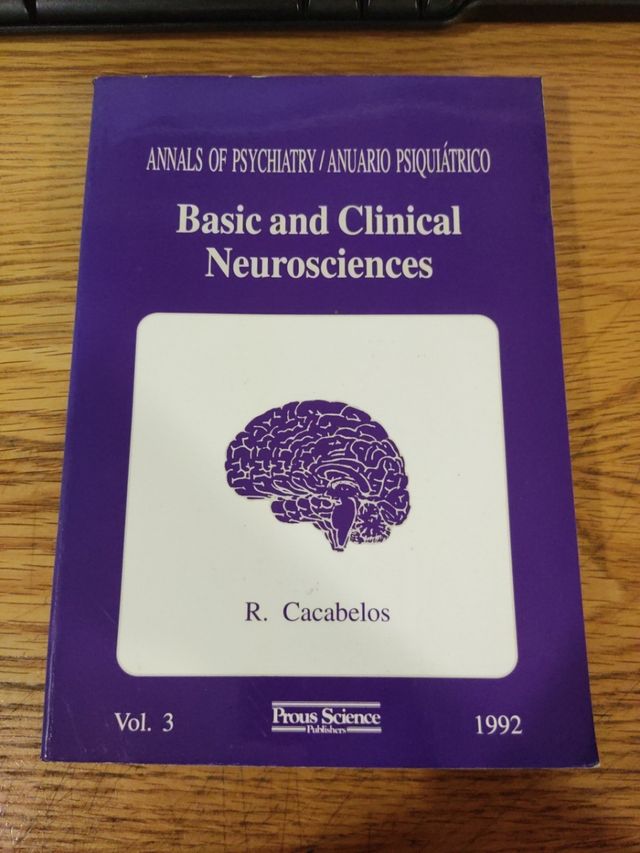 ANNALS OF PSYCHIATRY / ANUARIO PSIQUIÁTRICO
Basic and Clinical
Neurosciences
R. Cacabelos
Vol. 3
Prous Science
Publishers
1992